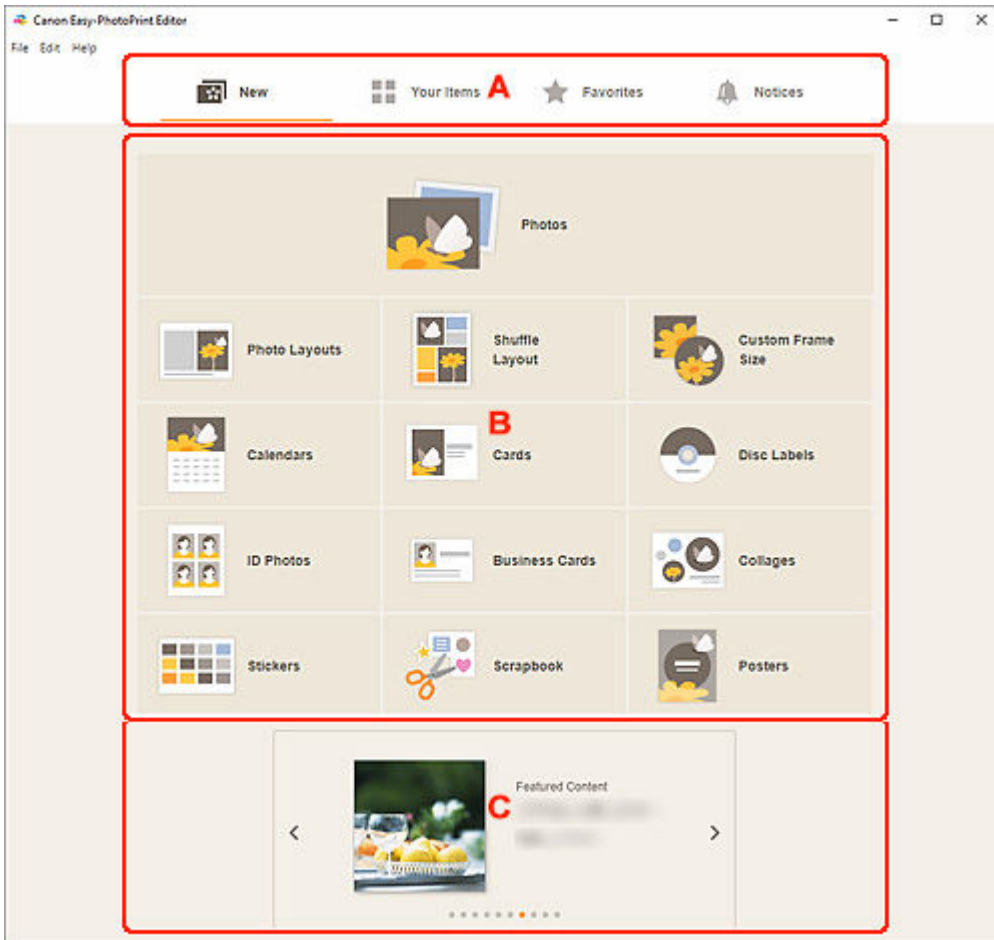 Canon Easy-PhotoPrint Editor
File Edit Help
New Your Items A Favorites Notices
Photos
Photo Layouts
Shuffle
Layout
Custom Frame
Size
B
Calendars
Cards
Disc Labels
ID Photos
Business Cards
Collages
Stickers
Scrapbook
Posters
Featured Content
C